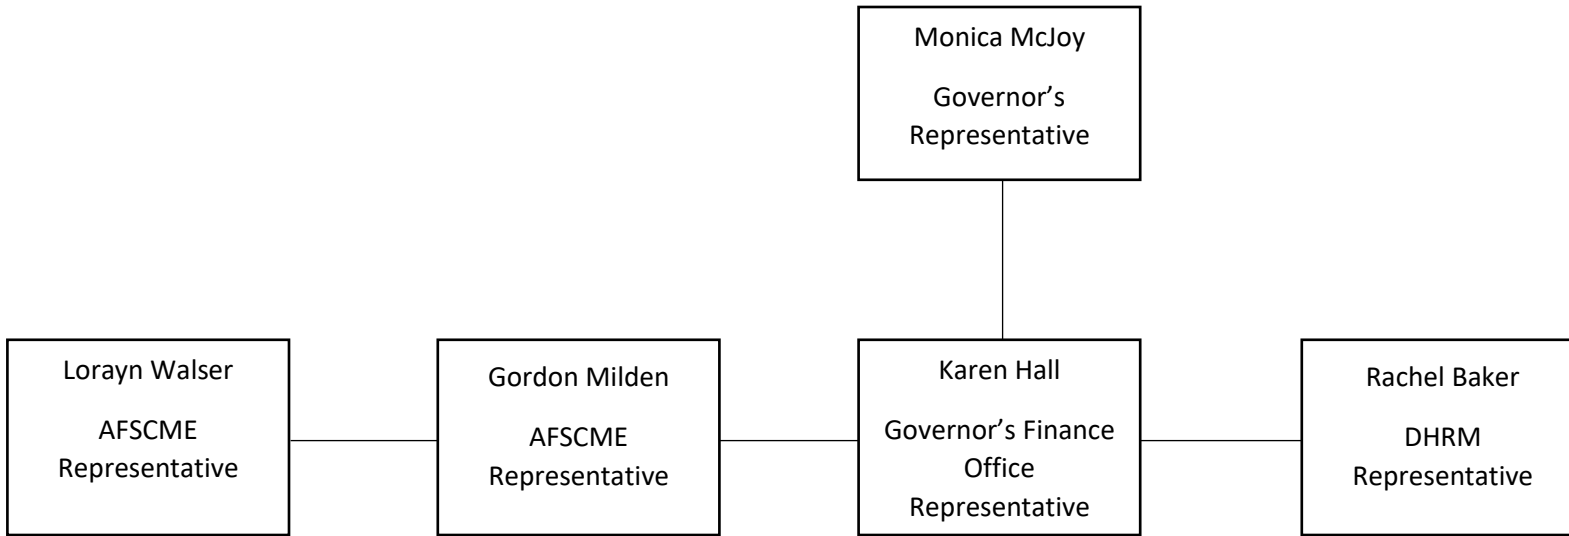 Monica McJoy
Governor’s
Representative
Lorayn Walser
AFSCME
Representative
Gordon Milden
AFSCME
Representative
Karen Hall
Governor’s Finance
Office
Representative
Rachel Baker
DHRM
Representative